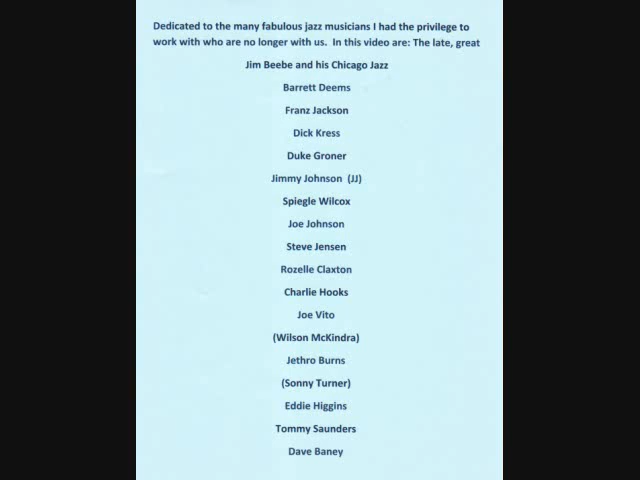 Dedicated to the many fabulous jazz musicians I had the privilege to
work with who are no longer with us.  In this video are: The late, great
Jim Beebe and his Chicago Jazz
Barrett Deems
Franz Jackson
Dick Kress
Duke Groner
Jimmy Johnson  (JJ)
Spiegle Wilcox
Joe Johnson
Steve Jensen
Rozelle Claxton
Charlie Hooks
Joe Vito
(Wilson McKindra)
Jethro Burns
(Sonny Turner)
Eddie Higgins
Tommy Saunders
Dave Baney